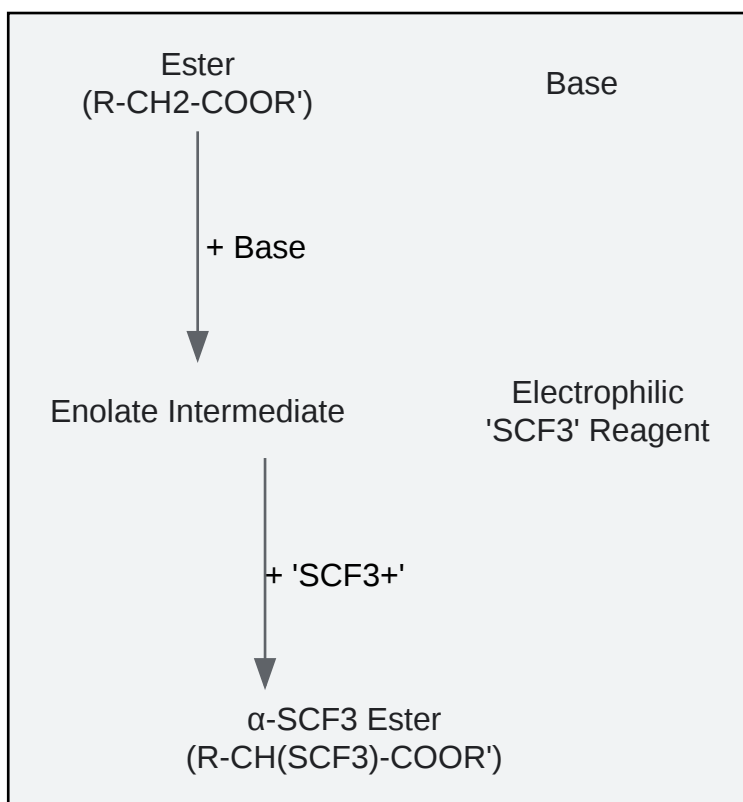 Ester
(R-CH2-COOR')
Base
+ Base
Enolate Intermediate
Electrophilic
'SCF3' Reagent
+ 'SCF3+'
α-SCF3 Ester
(R-CH(SCF3)-COOR')